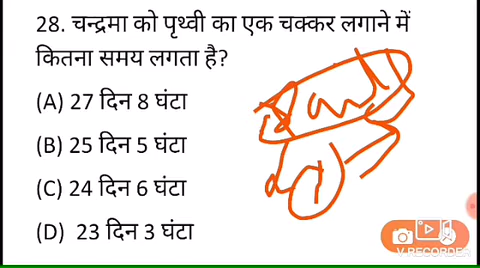 28. चन्द्रमा को पृथ्वी का एक चक्कर लगाने में
कितना समय लगता है?
(A) 27 दिन 8 घंटा
(B) 25 दिन 5 घंटा
(C) 24 दिन 6 घंटा
(D) 23 दिन 3 घंटा
V RECORDER